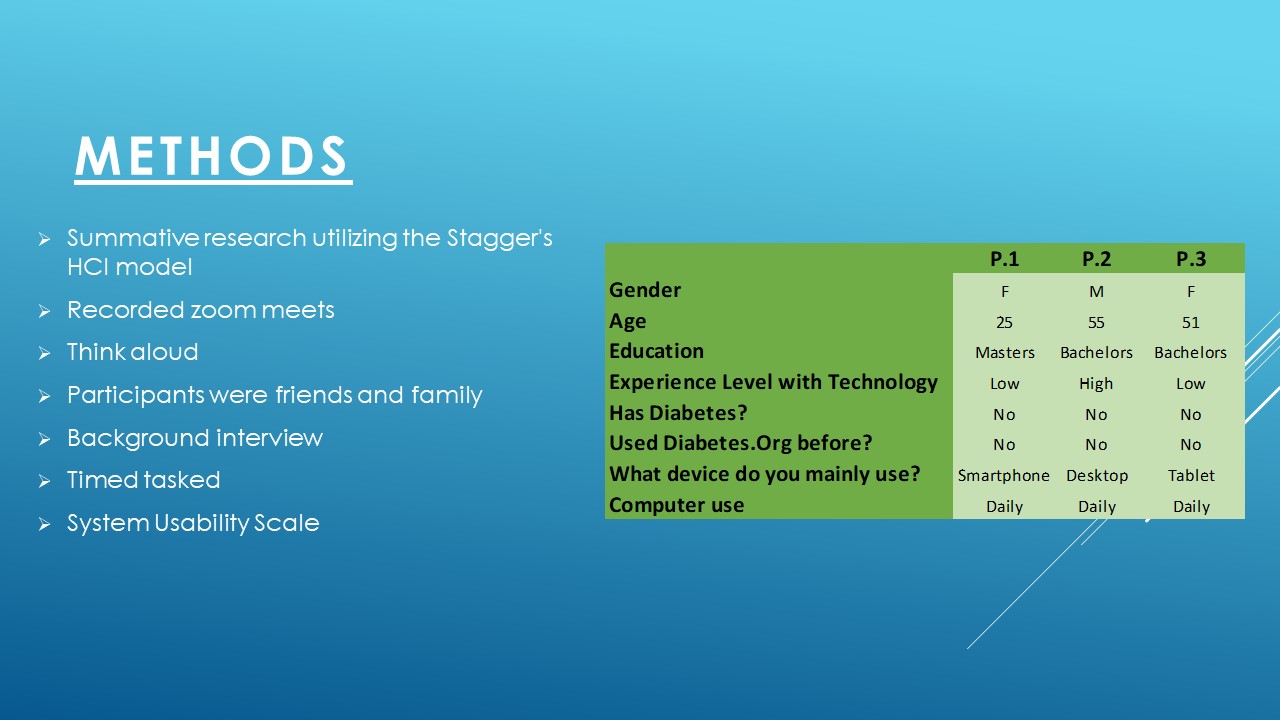 METHODS
Summative research utilizing the Stagger's
HCI model
Recorded zoom meets
Think aloud
Participants were friends and family
Background interview
Timed tasked
System Usability Scale
P.1 P.2 P.3
Gender F M F
Age 25 55 51
Education Masters Bachelors Bachelors
Experience Level with Technology Low High Low
Has Diabetes? No No No
Used Diabetes.Org before? No No No
What device do you mainly use? Smartphone Desktop Tablet
Computer use Daily Daily Daily